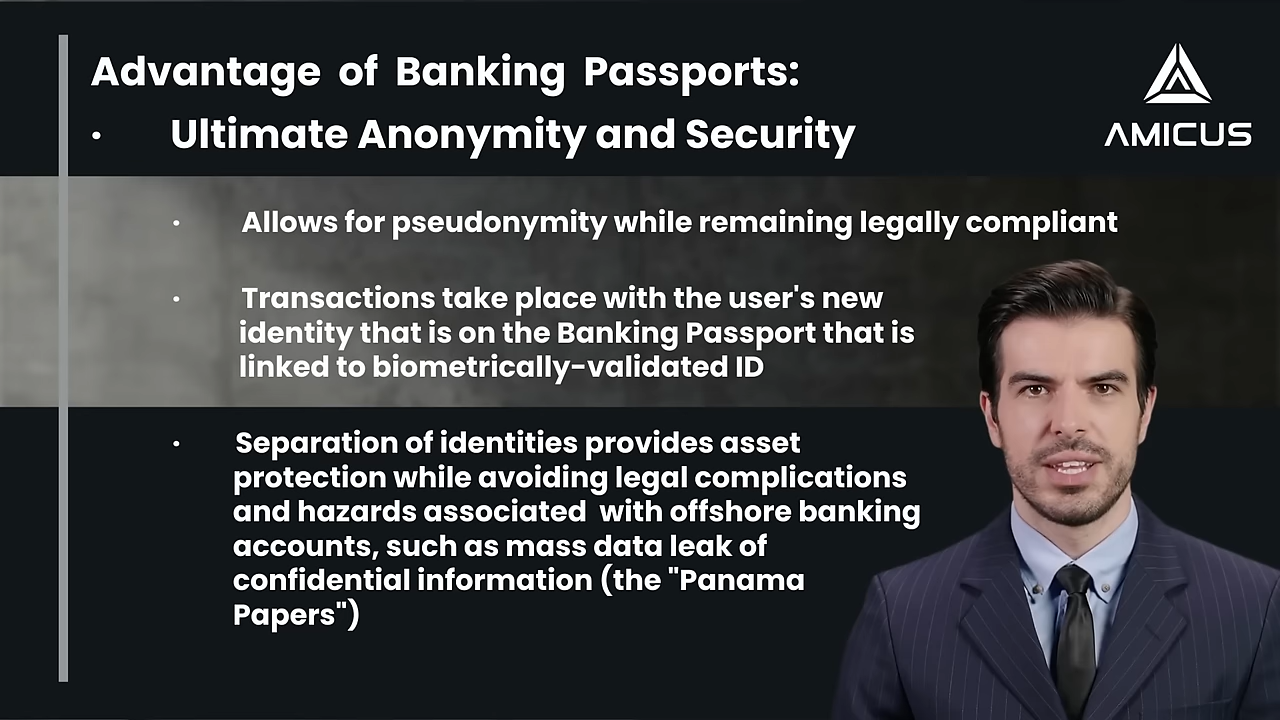 Advantage of Banking Passports:
AMICUS
• Ultimate Anonymity and Security
• Allows for pseudonymity while remaining legally compliant
• Transactions take place with the user's new
identity that is on the Banking Passport that is
linked to biometrically-validated ID
• Separation of identities provides asset
protection while avoiding legal complications
and hazards associated with offshore banking
accounts, such as mass data leak of
confidential information (the "Panama
Papers")